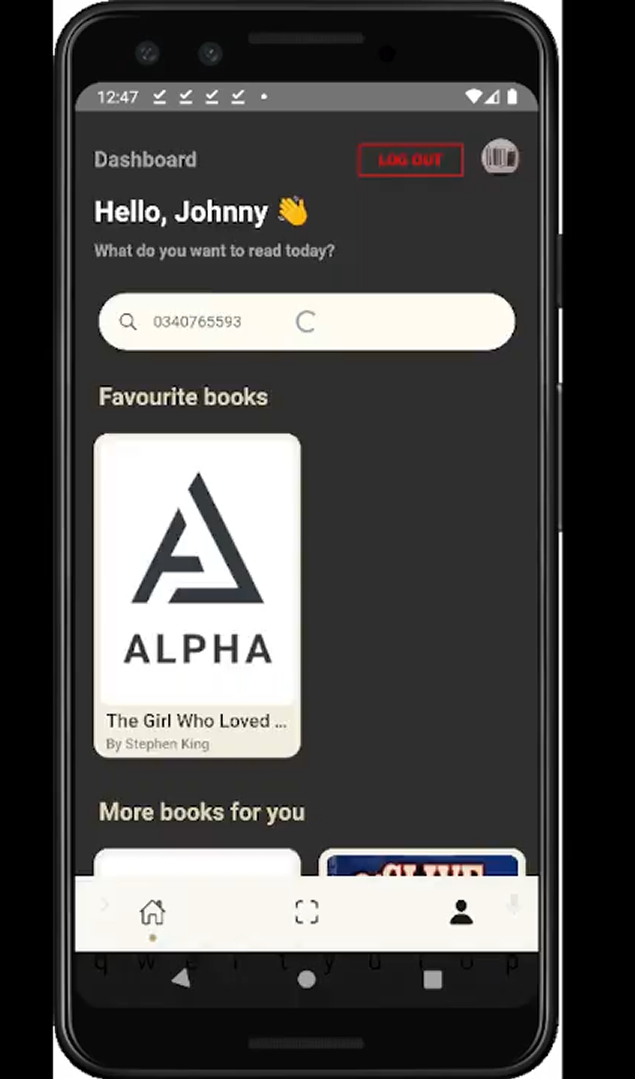 12:47
Dashboard
LOG OUT
Hello, Johnny 👋
What do you want to read today?
0340765593
Favourite books
ALPHA
The Girl Who Loved ...
By Stephen King
More books for you
CLIVE
q w e r t y u i o p